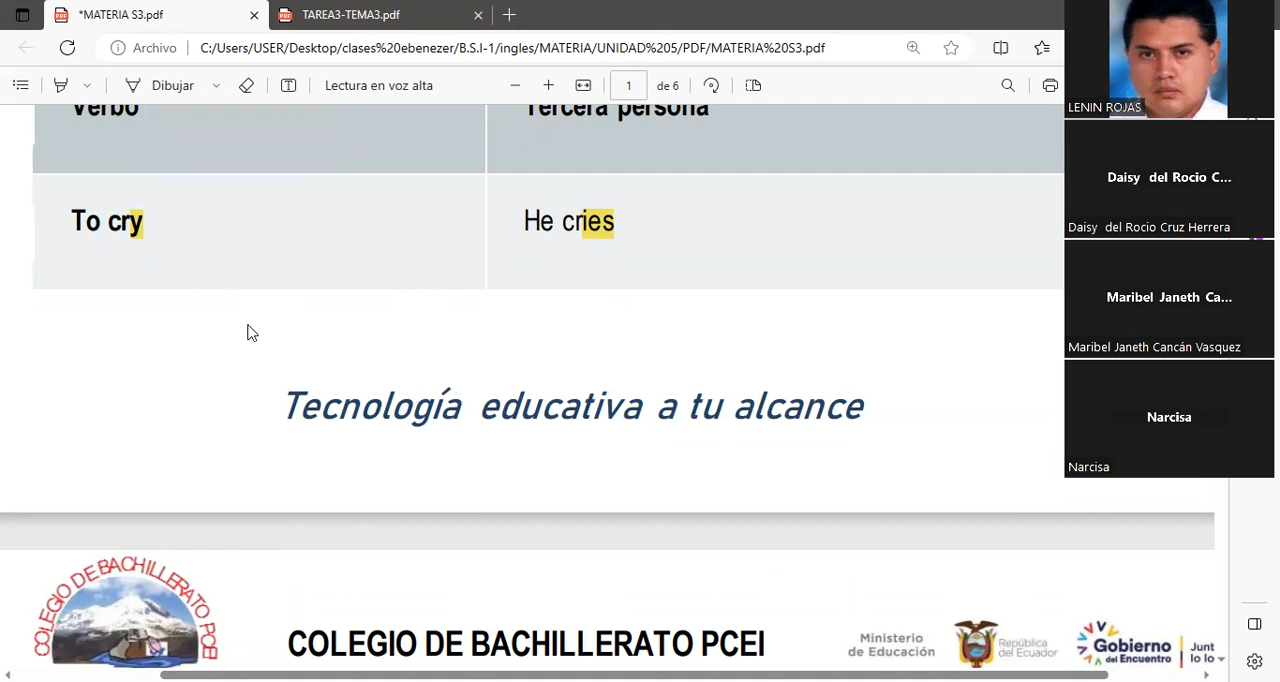 *MATERIA S3.pdf
TAREA3-TEMA3.pdf
Archivo
C:/Users/USER/Desktop/clases%20ebenezer/B.S.I-1/ingles/MATERIA/UNIDAD%205/PDF/MATERIA%20S3.pdf
Dibujar
Lectura en voz alta
1
de 6
LENIN ROJAS
Verbo
Tercera persona
Daisy del Rocio C...
Daisy del Rocio Cruz Herrera
To cry
He cries
Maribel Janeth Ca...
Maribel Janeth Cancán Vasquez
Tecnología educativa a tu alcance
Narcisa
Narcisa
COLEGIO DE BACHILLERATO PCEI
COLEGIO DE BACHILLERATO PCEI
Ministerio
de Educación
República
del Ecuador
Gobierno
del Encuentro
Junt
lo lo